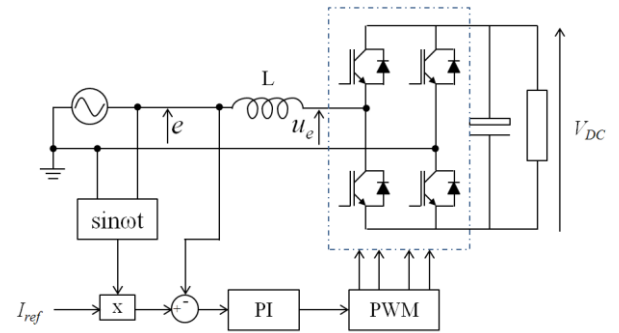 L
e
u_e
V_DC
sinωt
I_ref
x
+
-
PI
PWM